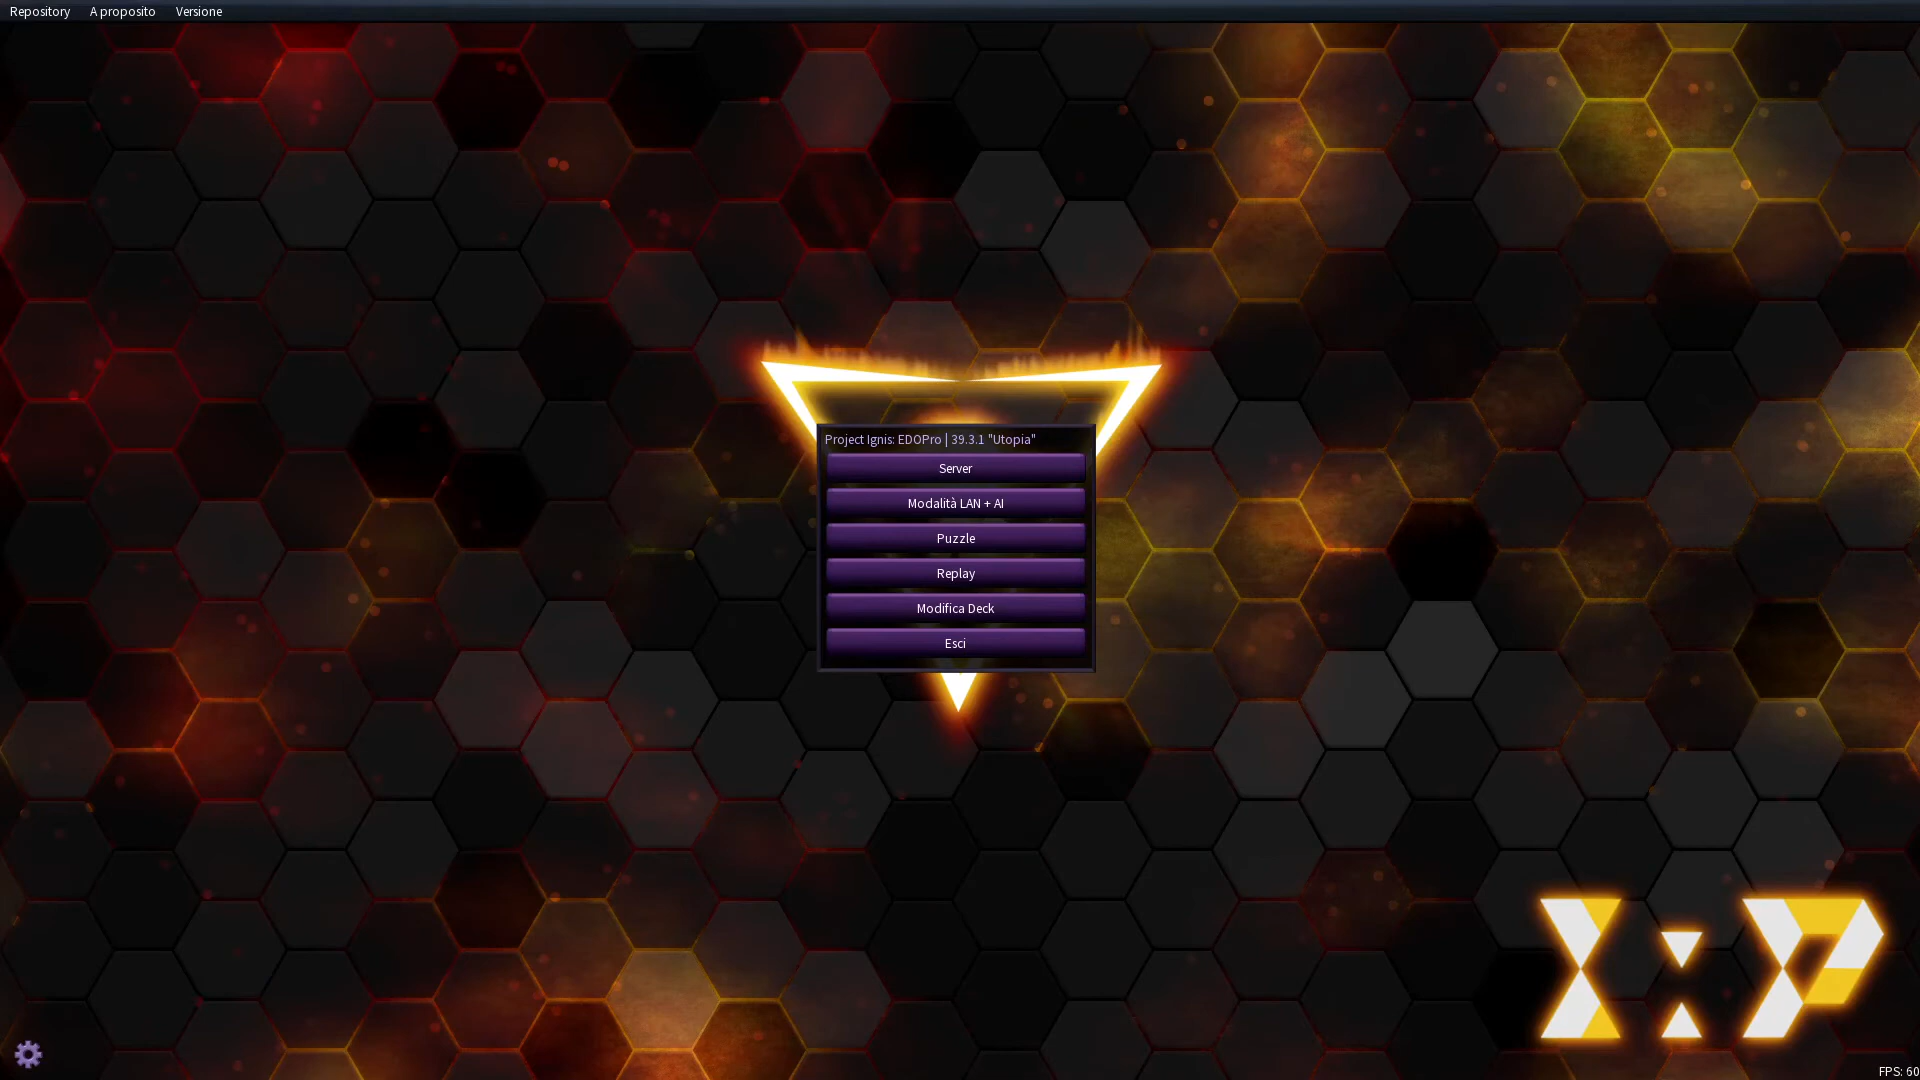 Repository A proposito Versione
Project Ignis: EDOPro | 39.3.1 "Utopia"
Server
Modalità LAN + AI
Puzzle
Replay
Modifica Deck
Esci
I:P
FPS: 60